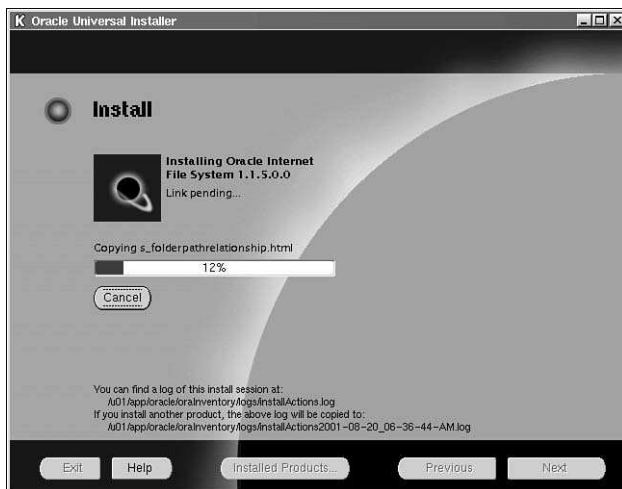 K Oracle Universal Installer
Install
Installing Oracle Internet
File System 1.1.5.0.0
Link pending...
Copying s_folderpathrelationship.html
12%
Cancel
You can find a log of this install session at:
/u01/app/oracle/oraInventory/logs/installActions.log
If you install another product, the above log will be copied to:
/u01/app/oracle/oraInventory/logs/installActions2001-08-20_06-36-44-AM.log
Exit Help Installed Products... Previous Next